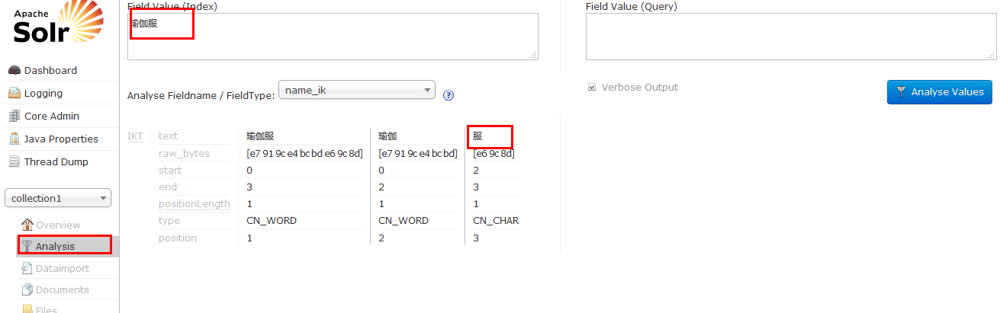 Apache
Solr
Dashboard
Logging
Core Admin
Java Properties
Thread Dump
collection1
Overview
Analysis
Dataimport
Documents
Files
Field Value (Index)
瑜伽服
Field Value (Query)
Analyse Fieldname / FieldType: name_ik ?
Verbose Output
Analyse Values
IKT text 瑜伽服 瑜伽 服
raw_bytes [e7 91 9c e4 bc bd e6 9c 8d] [e7 91 9c e4 bc bd] [e6 9c 8d]
start 0 0 2
end 3 2 3
positionLength 1 1 1
type CN_WORD CN_WORD CN_CHAR
position 1 2 3